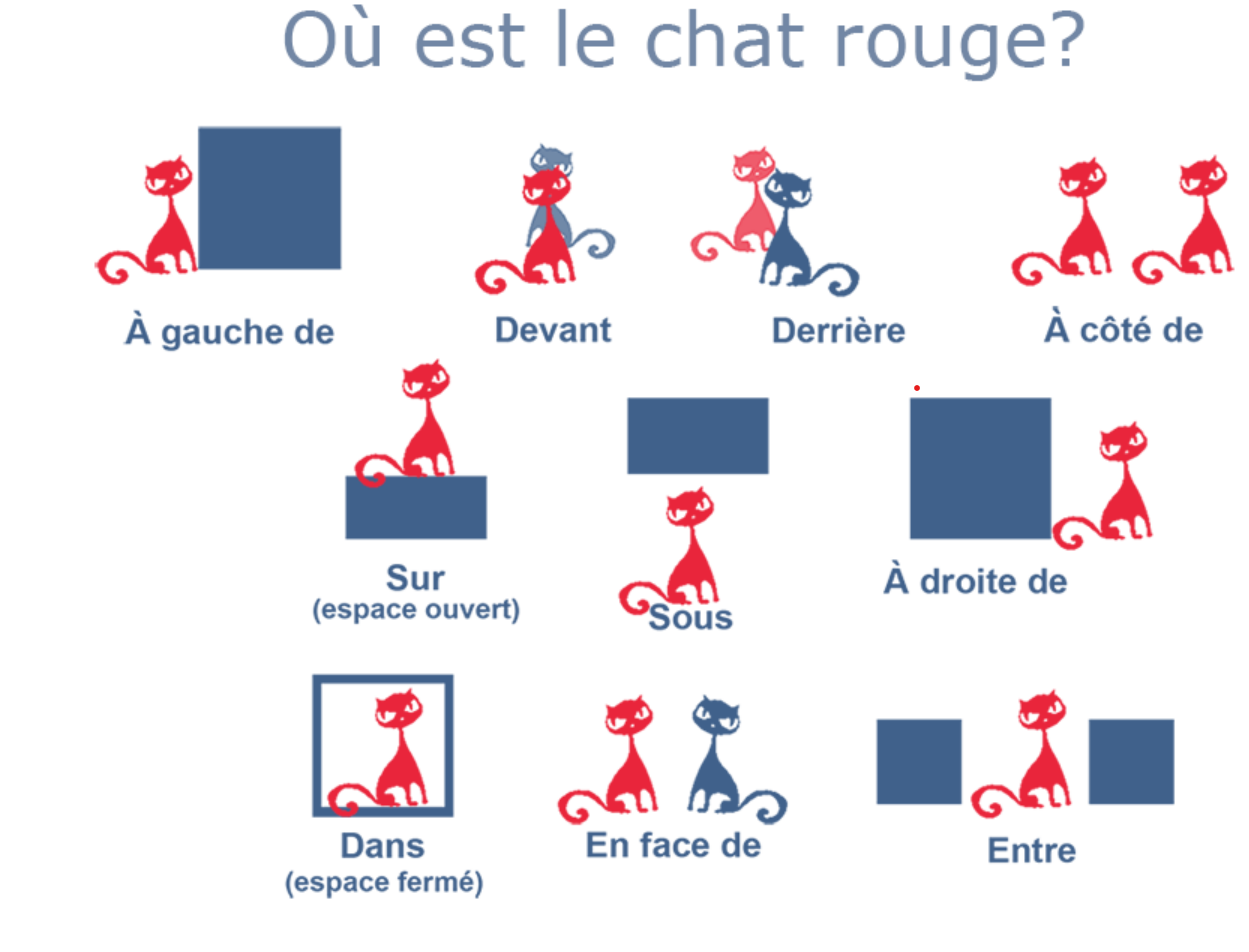 Où est le chat rouge?
À gauche de
Devant
Derrière
À côté de
Sur
(espace ouvert)
Sous
À droite de
Dans
(espace fermé)
En face de
Entre